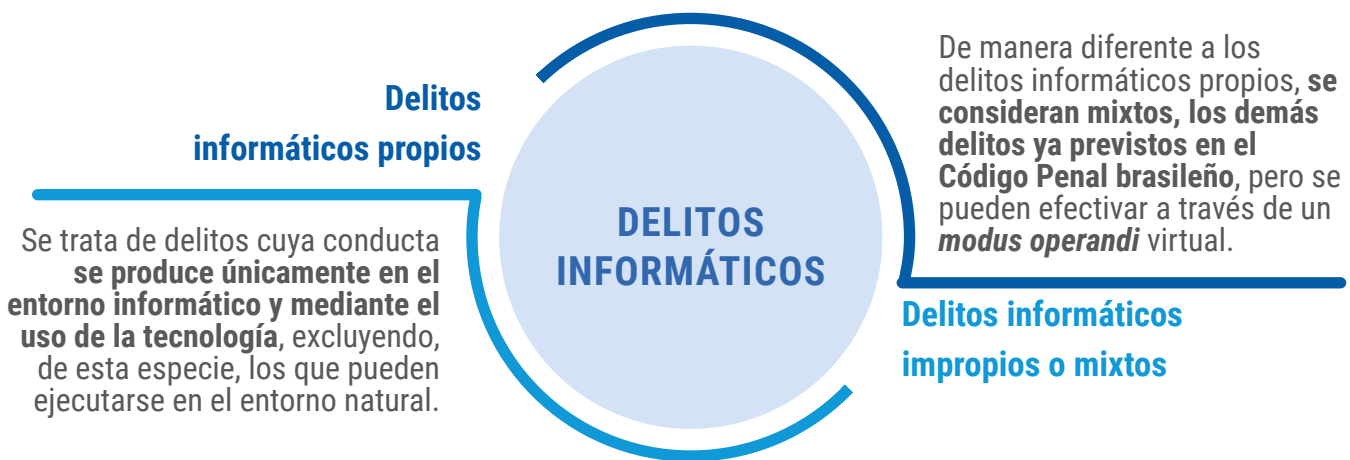 Delitos
informáticos propios
Se trata de delitos cuya conducta
se produce únicamente en el
entorno informático y mediante el
uso de la tecnología, excluyendo,
de esta especie, los que pueden
ejecutarse en el entorno natural.
DELITOS
INFORMÁTICOS
De manera diferente a los
delitos informáticos propios, se
consideran mixtos, los demás
delitos ya previstos en el
Código Penal brasileño, pero se
pueden efectivar a través de un
modus operandi virtual.
Delitos informáticos
impropios o mixtos